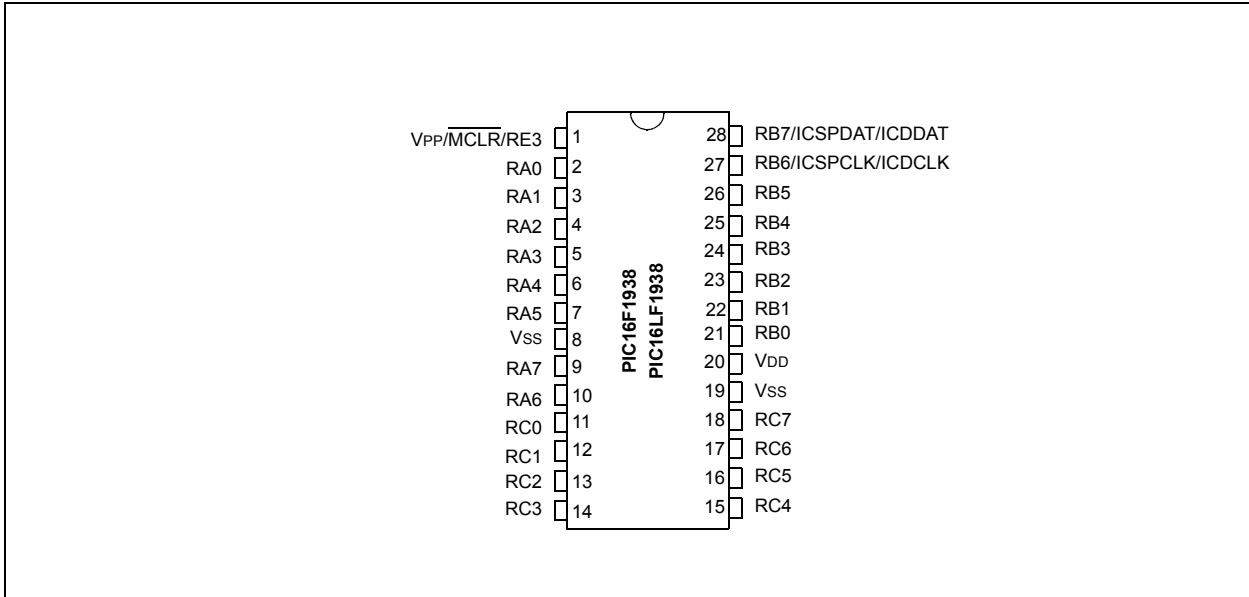 VPP/MCLR/RE3 1
RA0 2
RA1 3
RA2 4
RA3 5
RA4 6
RA5 7
VSS 8
RA7 9
RA6 10
RC0 11
RC1 12
RC2 13
RC3 14
PIC16F1938
PIC16LF1938
28 RB7/ICSPDAT/ICDDAT
27 RB6/ICSPCLK/ICDCLK
26 RB5
25 RB4
24 RB3
23 RB2
22 RB1
21 RB0
20 VDD
19 VSS
18 RC7
17 RC6
16 RC5
15 RC4